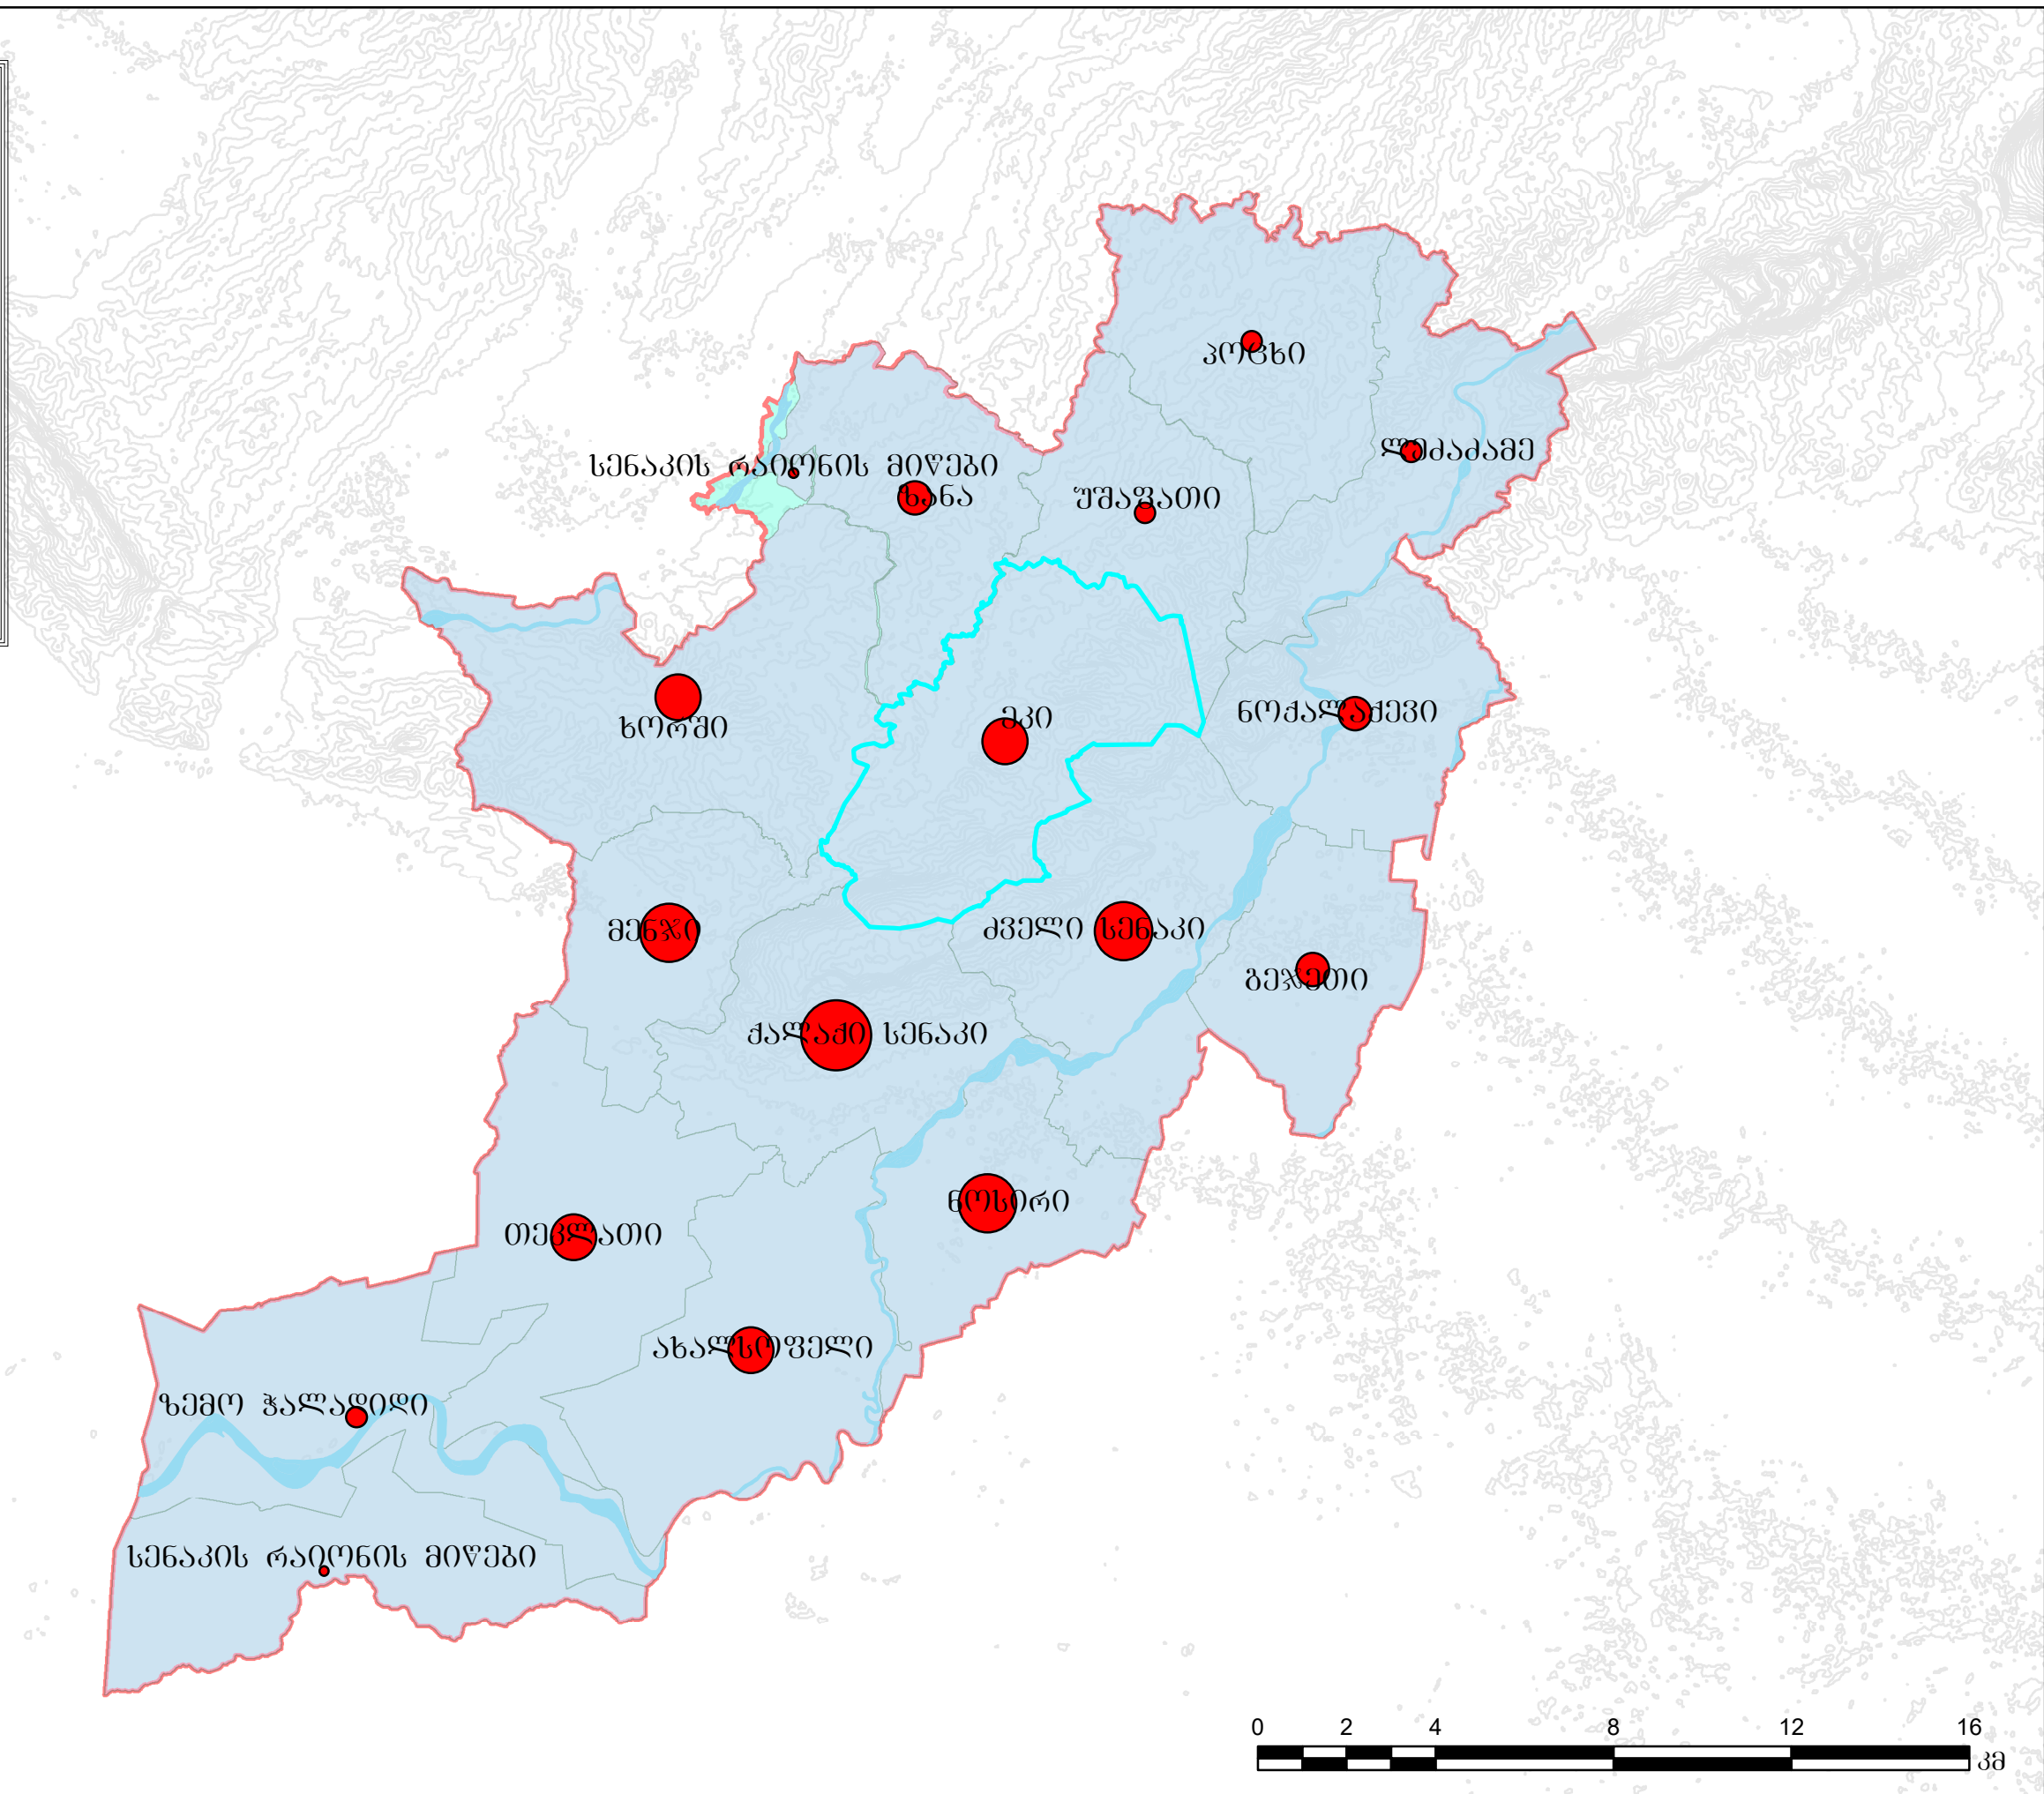 კოცხი
ლეძაძამე
სენაკის რაიონის მიწები
ზანა
უშაფათი
ეკი
ნოქალაქევი
ხორში
მენჯი
ძველი სენაკი
გეჯეთი
ქალაქი სენაკი
ნოსირი
თეკლათი
ახალსოფელი
ზემო ჭალადიდი
სენაკის რაიონის მიწები
0 2 4 8 12 16
კმ